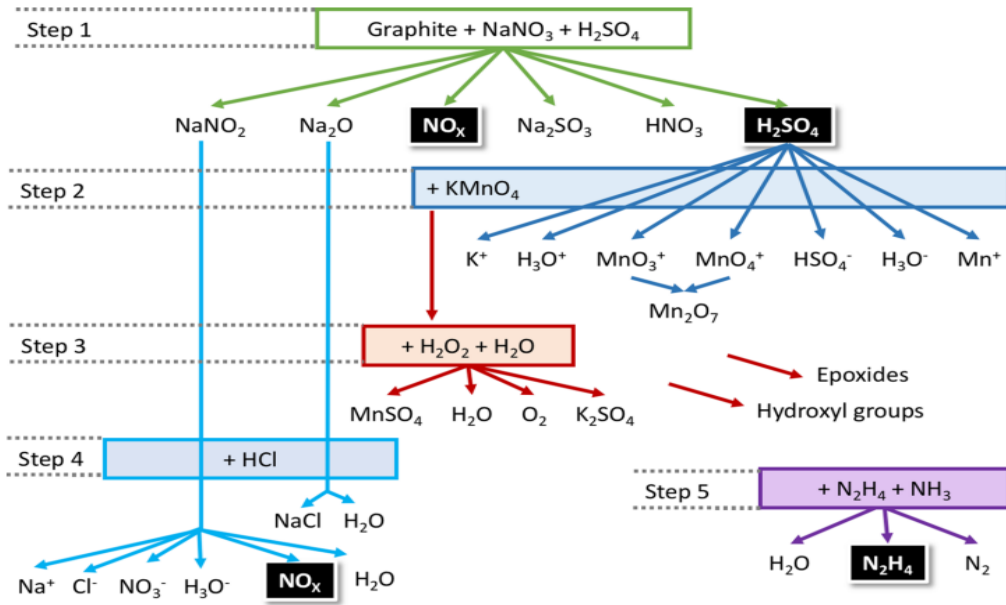 Step 1
Graphite + NaNO₃ + H₂SO₄
NaNO₂ Na₂O NOₓ Na₂SO₃ HNO₃ H₂SO₄
Step 2
+ KMnO₄
K⁺ H₃O⁺ MnO₃⁺ MnO₄⁺ HSO₄⁻ H₃O⁻ Mn⁺
Mn₂O₇
Step 3
+ H₂O₂ + H₂O
Epoxides
Hydroxyl groups
MnSO₄ H₂O O₂ K₂SO₄
Step 4
+ HCl
NaCl H₂O
Na⁺ Cl⁻ NO₃⁻ H₃O⁻ NOₓ H₂O
Step 5
+ N₂H₄ + NH₃
H₂O N₂H₄ N₂